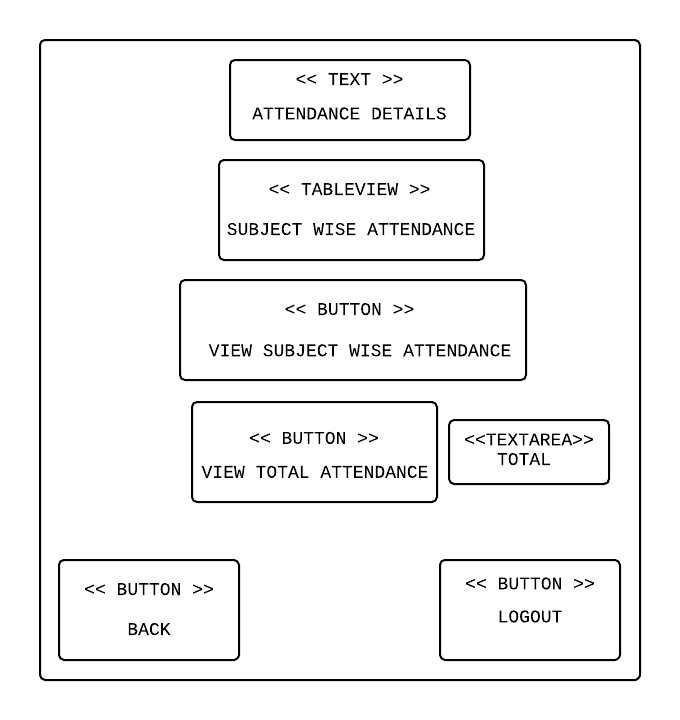 << TEXT >>
ATTENDANCE DETAILS
<< TABLEVIEW >>
SUBJECT WISE ATTENDANCE
<< BUTTON >>
VIEW SUBJECT WISE ATTENDANCE
<< BUTTON >>
VIEW TOTAL ATTENDANCE
<<TEXTAREA>>
TOTAL
<< BUTTON >>
BACK
<< BUTTON >>
LOGOUT